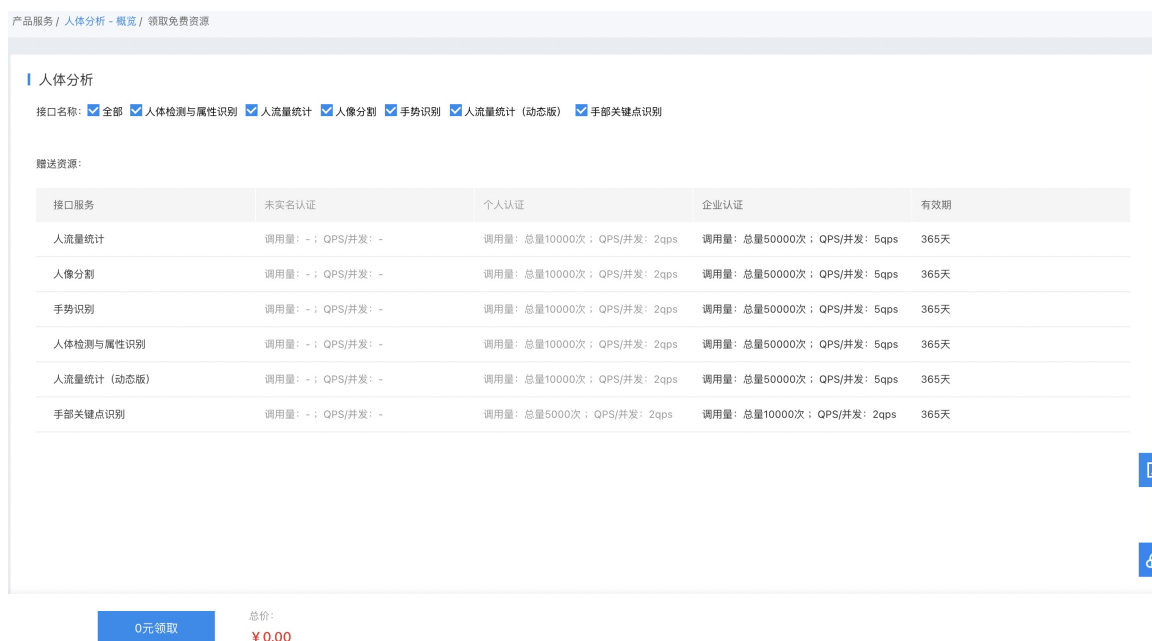 产品服务 / 人体分析 - 概览 / 领取免费资源
人体分析
接口名称: 全部 人体检测与属性识别 人流量统计 人像分割 手势识别 人流量统计（动态版） 手部关键点识别
赠送资源:
接口服务 未实名认证 个人认证 企业认证 有效期
人流量统计 调用量: - ; QPS/并发: - 调用量: 总量10000次 ; QPS/并发: 2qps 调用量: 总量50000次 ; QPS/并发: 5qps 365天
人像分割 调用量: - ; QPS/并发: - 调用量: 总量10000次 ; QPS/并发: 2qps 调用量: 总量50000次 ; QPS/并发: 5qps 365天
手势识别 调用量: - ; QPS/并发: - 调用量: 总量10000次 ; QPS/并发: 2qps 调用量: 总量50000次 ; QPS/并发: 5qps 365天
人体检测与属性识别 调用量: - ; QPS/并发: - 调用量: 总量10000次 ; QPS/并发: 2qps 调用量: 总量50000次 ; QPS/并发: 5qps 365天
人流量统计（动态版） 调用量: - ; QPS/并发: - 调用量: 总量10000次 ; QPS/并发: 2qps 调用量: 总量50000次 ; QPS/并发: 5qps 365天
手部关键点识别 调用量: - ; QPS/并发: - 调用量: 总量5000次 ; QPS/并发: 2qps 调用量: 总量10000次 ; QPS/并发: 2qps 365天
总价:
0元领取 ¥0.00